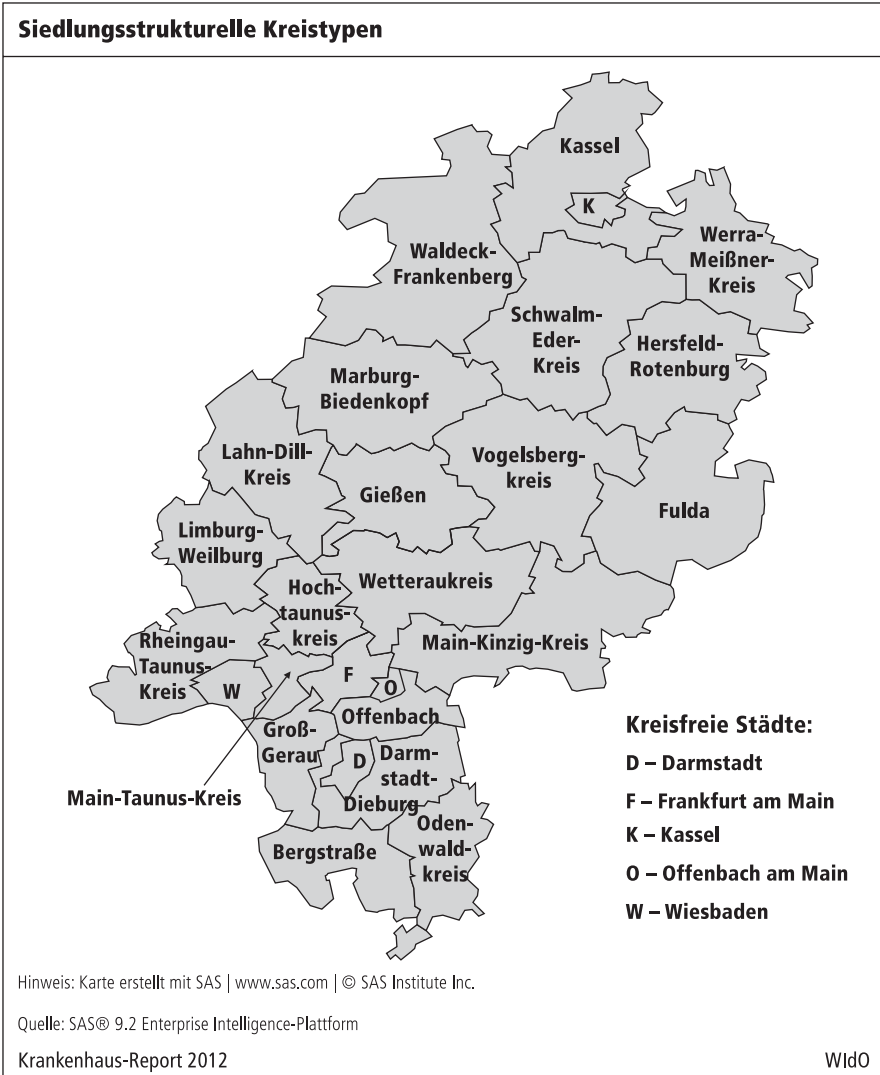 Siedlungsstrukturelle Kreistypen
Kassel
K
Werra-
Meißner-
Kreis
Waldeck-
Frankenberg
Schwalm-
Eder-
Kreis
Hersfeld-
Rotenburg
Marburg-
Biedenkopf
Lahn-Dill-
Kreis
Vogelsberg-
kreis
Gießen
Fulda
Limburg-
Weilburg
Hoch-
taunus-
kreis
Wetteraukreis
Rheingau-
Taunus-
Kreis
Main-Kinzig-Kreis
W
F
O
Offenbach
Groß-
Gerau
D
Darm-
stadt-
Dieburg
Main-Taunus-Kreis
Oden-
wald-
kreis
Bergstraße
Kreisfreie Städte:
D – Darmstadt
F – Frankfurt am Main
K – Kassel
O – Offenbach am Main
W – Wiesbaden
Hinweis: Karte erstellt mit SAS | www.sas.com | © SAS Institute Inc.
Quelle: SAS® 9.2 Enterprise Intelligence-Plattform
Krankenhaus-Report 2012
WIdO